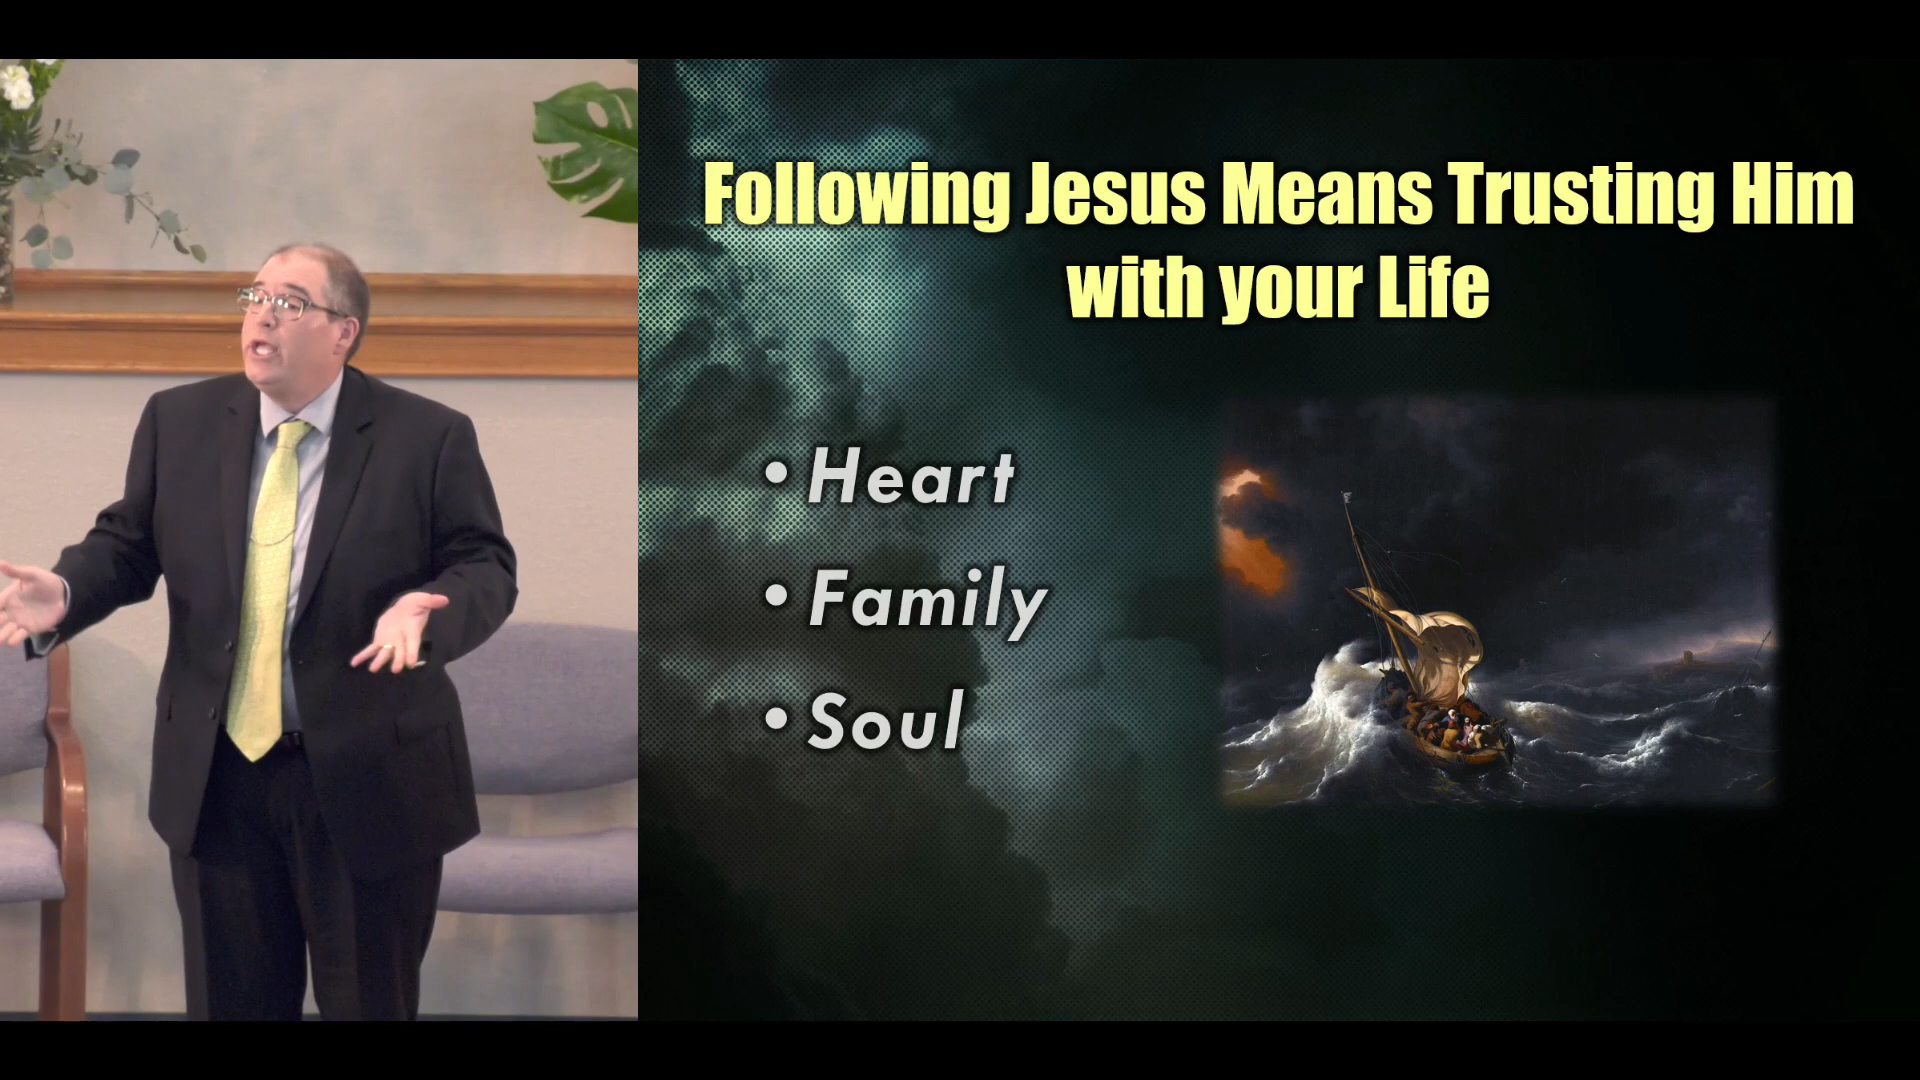 Following Jesus Means Trusting Him
with your Life
• Heart
• Family
• Soul